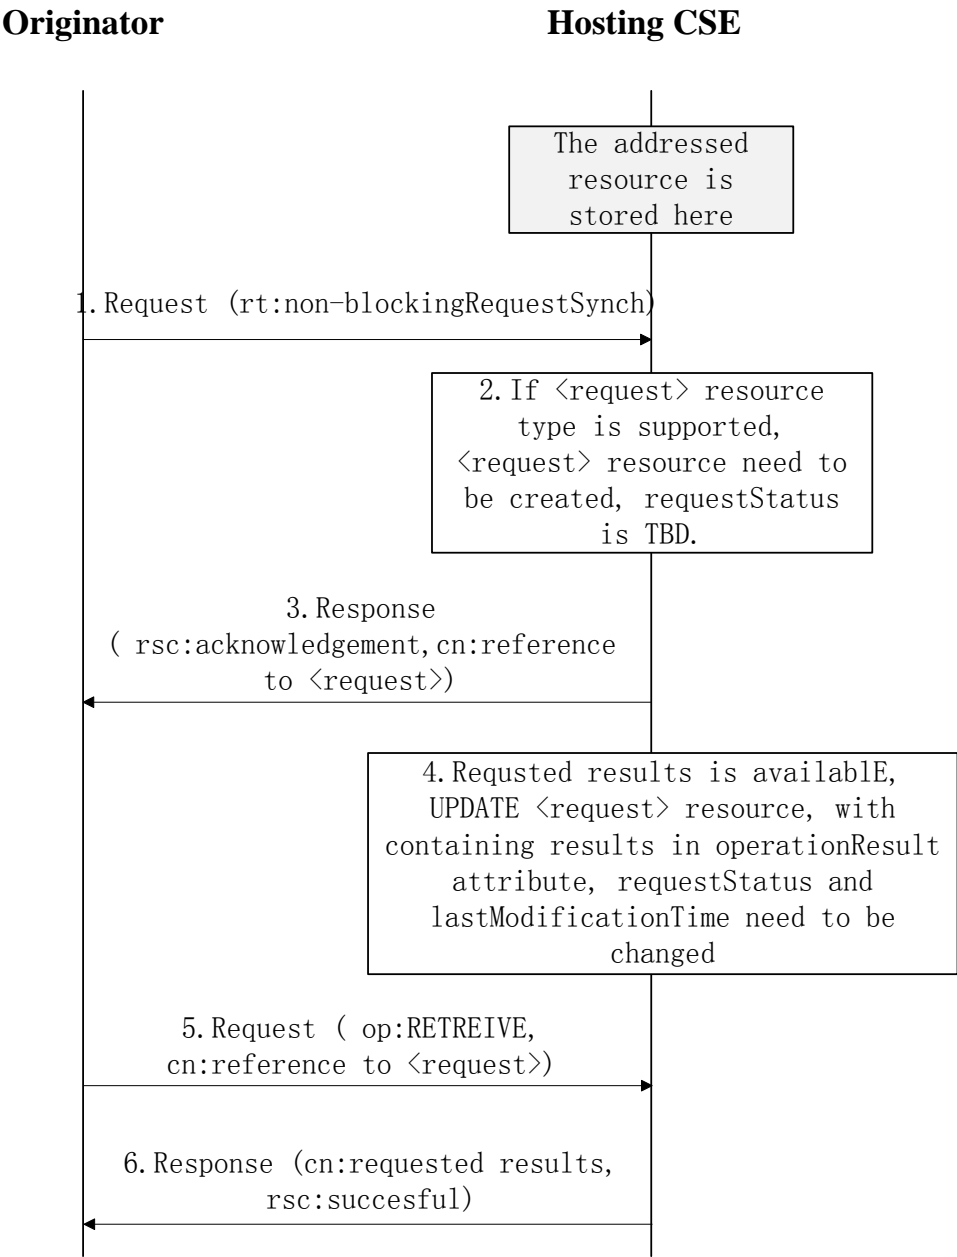 Originator
Hosting CSE
The addressed
resource is
stored here
1.Request (rt:non-blockingRequestSynch)
2.If <request> resource
type is supported,
<request> resource need to
be created, requestStatus
is TBD.
3.Response
( rsc:acknowledgement,cn:reference
to <request>)
4.Requsted results is availablE,
UPDATE <request> resource, with
containing results in operationResult
attribute, requestStatus and
lastModificationTime need to be
changed
5.Request ( op:RETREIVE,
cn:reference to <request>)
6.Response (cn:requested results,
rsc:succesful)